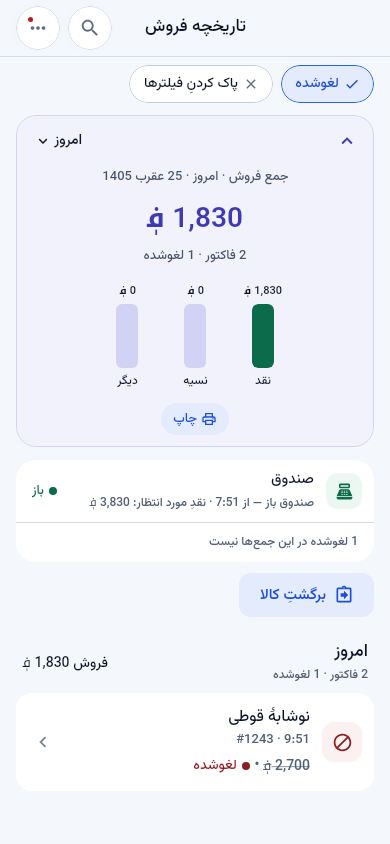 تاریخچه فروش
لغوشده
پاک کردنِ فیلترها
امروز
جمع فروش · امروز · 25 عقرب 1405
1,830 ؋
2 فاکتور · 1 لغوشده
1,830 ؋
0 ؋
0 ؋
نقد
نسیه
دیگر
چاپ
صندوق
صندوق باز — از 7:51 · نقدِ مورد انتظار: 3,830 ؋
باز
1 لغوشده در این جمع‌ها نیست
برگشتِ کالا
امروز
2 فاکتور · 1 لغوشده
فروش 1,830 ؋
نوشابهٔ قوطی
#1243 · 9:51
2,700 ؋ • لغوشده